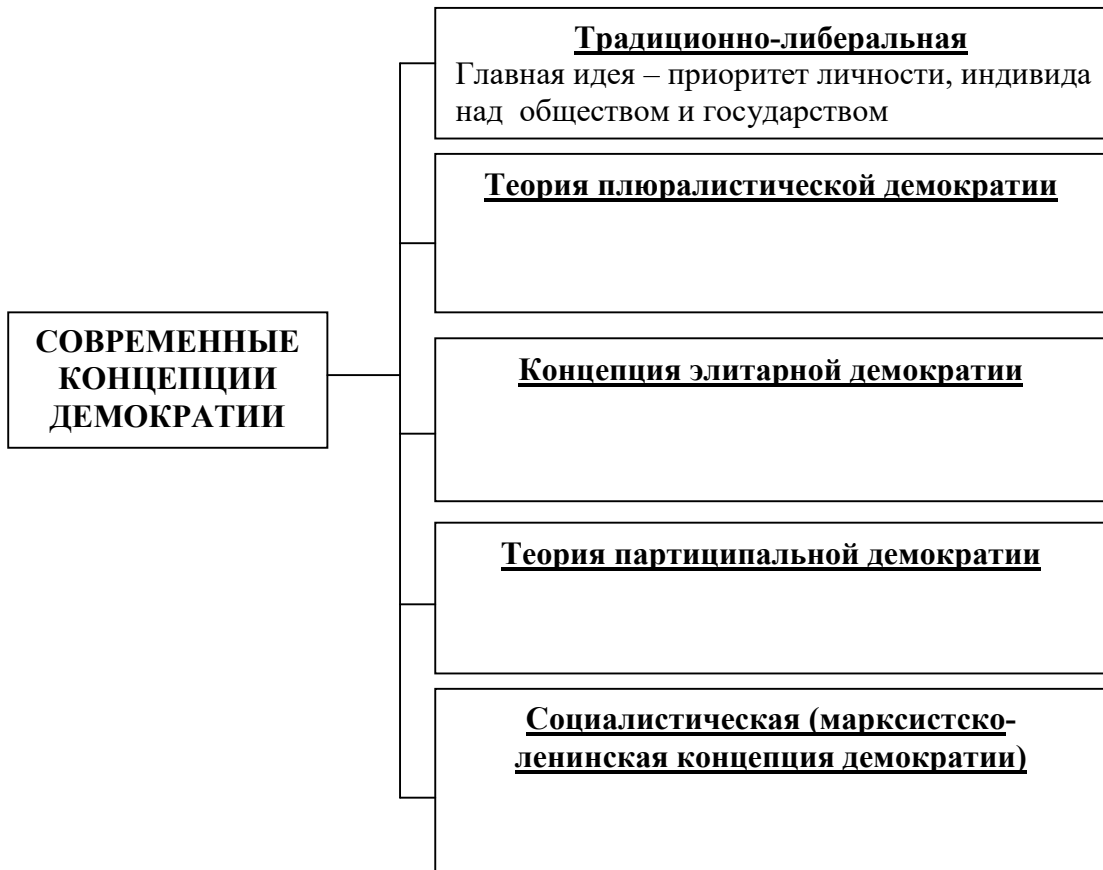 Традиционно-либеральная
Главная идея – приоритет личности, индивида
над обществом и государством
Теория плюралистической демократии
СОВРЕМЕННЫЕ
КОНЦЕПЦИИ
ДЕМОКРАТИИ
Концепция элитарной демократии
Теория партиципальной демократии
Социалистическая (марксистско-
ленинская концепция демократии)